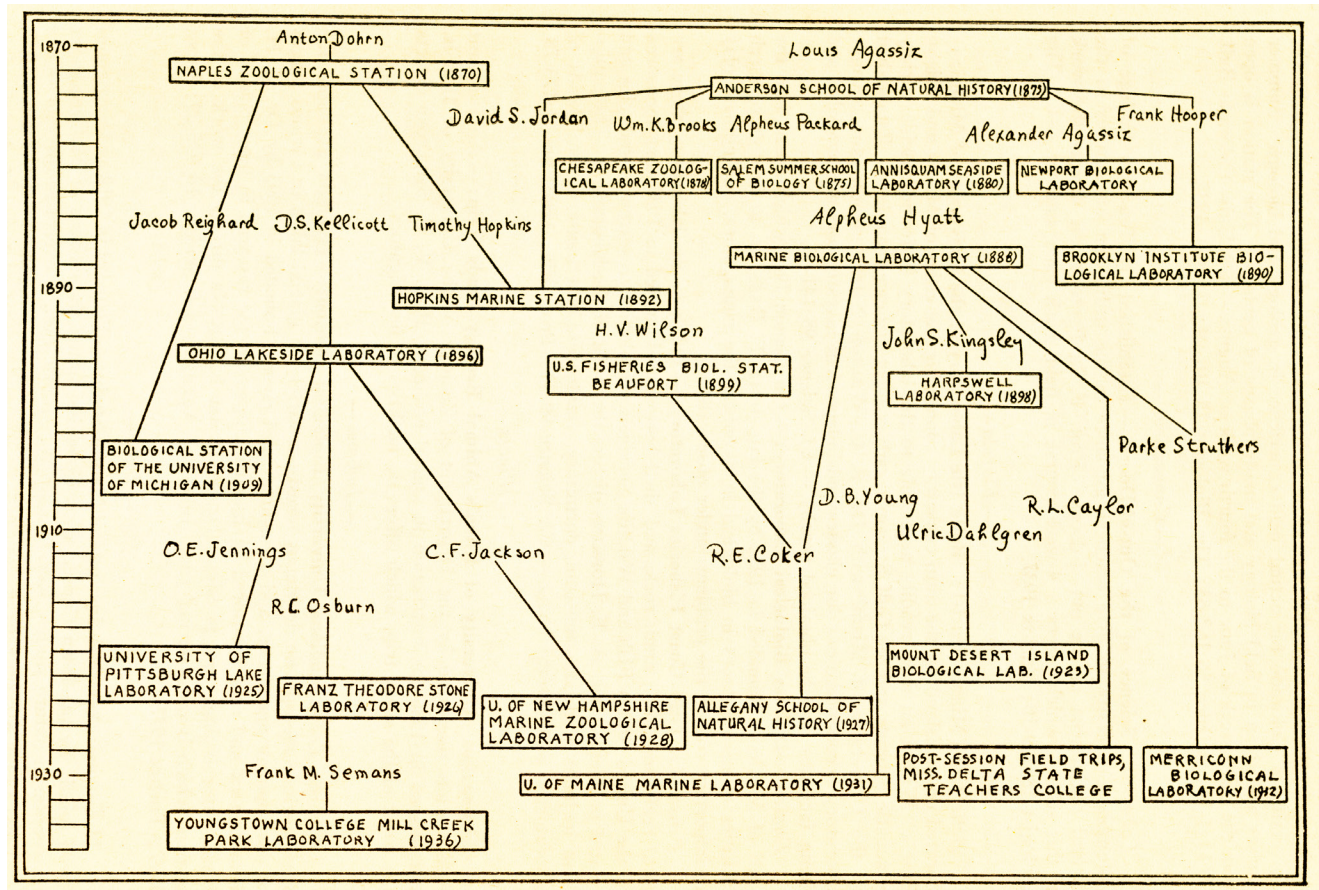 1870
Anton Dohrn
NAPLES ZOOLOGICAL STATION (1870)
Louis Agassiz
ANDERSON SCHOOL OF NATURAL HISTORY (1873)
David S. Jordan
Wm. K. Brooks
Alpheus Packard
Alexander Agassiz
Frank Hooper
CHESAPEAKE ZOOLOG-
ICAL LABORATORY (1878)
SALEM SUMMER SCHOOL
OF BIOLOGY (1875)
ANNISQUAM SEASIDE
LABORATORY (1880)
NEWPORT BIOLOGICAL
LABORATORY
Jacob Reighard
D.S. Kellicott
Timothy Hopkins
Alpheus Hyatt
MARINE BIOLOGICAL LABORATORY (1888)
BROOKLYN INSTITUTE BIO-
LOGICAL LABORATORY (1890)
1890
HOPKINS MARINE STATION (1892)
H.V. Wilson
John S. Kingsley
OHIO LAKESIDE LABORATORY (1896)
U.S. FISHERIES BIOL. STAT.
BEAUFORT (1899)
HARPSWELL
LABORATORY (1898)
Parke Struthers
BIOLOGICAL STATION
OF THE UNIVERSITY
OF MICHIGAN (1909)
D.B. Young
R.L. Caylor
1910
Ulric Dahlgren
O.E. Jennings
C.F. Jackson
R.E. Coker
R.C. Osburn
UNIVERSITY OF
PITTSBURGH LAKE
LABORATORY (1925)
MOUNT DESERT ISLAND
BIOLOGICAL LAB. (1923)
FRANZ THEODORE STONE
LABORATORY (1926)
U. OF NEW HAMPSHIRE
MARINE ZOOLOGICAL
LABORATORY (1928)
ALLEGANY SCHOOL OF
NATURAL HISTORY (1927)
1930
Frank M. Semans
U. OF MAINE MARINE LABORATORY (1931)
POST-SESSION FIELD TRIPS,
MISS. DELTA STATE
TEACHERS COLLEGE
MERRICONN
BIOLOGICAL
LABORATORY
YOUNGSTOWN COLLEGE MILL CREEK
PARK LABORATORY (1936)